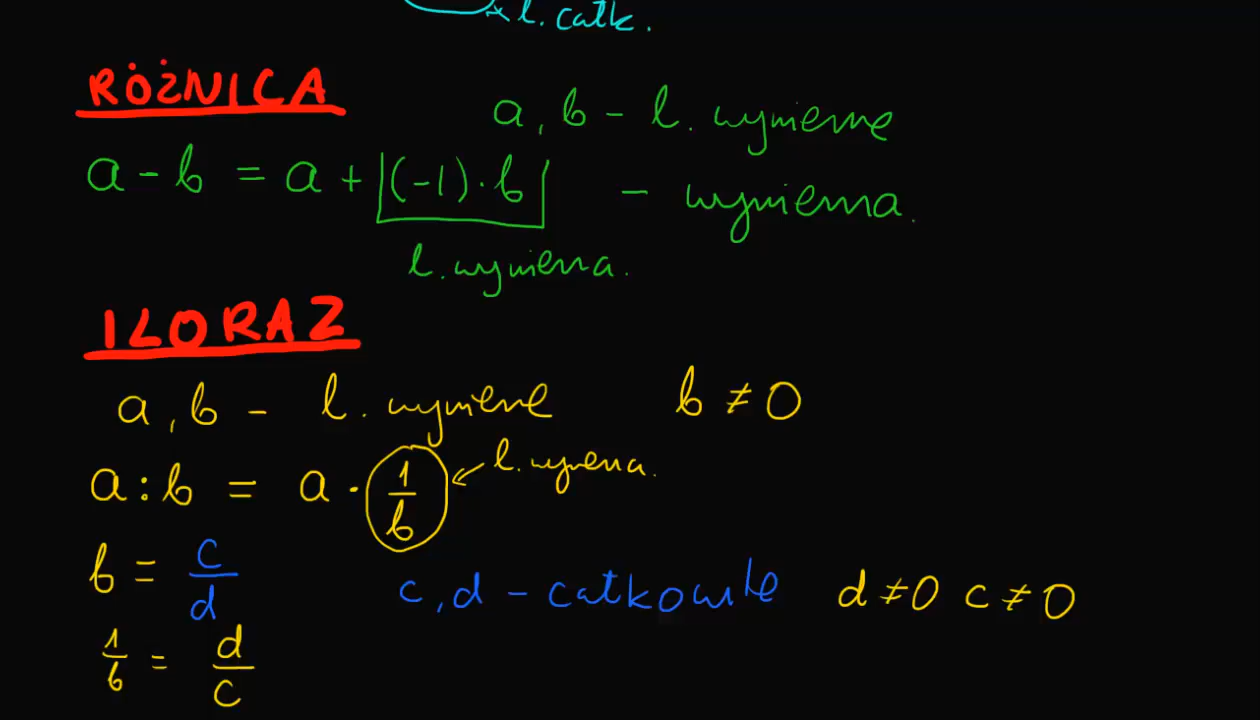 l. całk.
RÓŻNICA
a, b - l. wymierne
a - b = a + (-1) · b - wymierna.
l. wymierna.
ILORAZ
a, b - l. wymierne b ≠ 0
a : b = a · 1/b l. wymierna.
b = c/d c, d - całkowite d ≠ 0 c ≠ 0
1/b = d/c